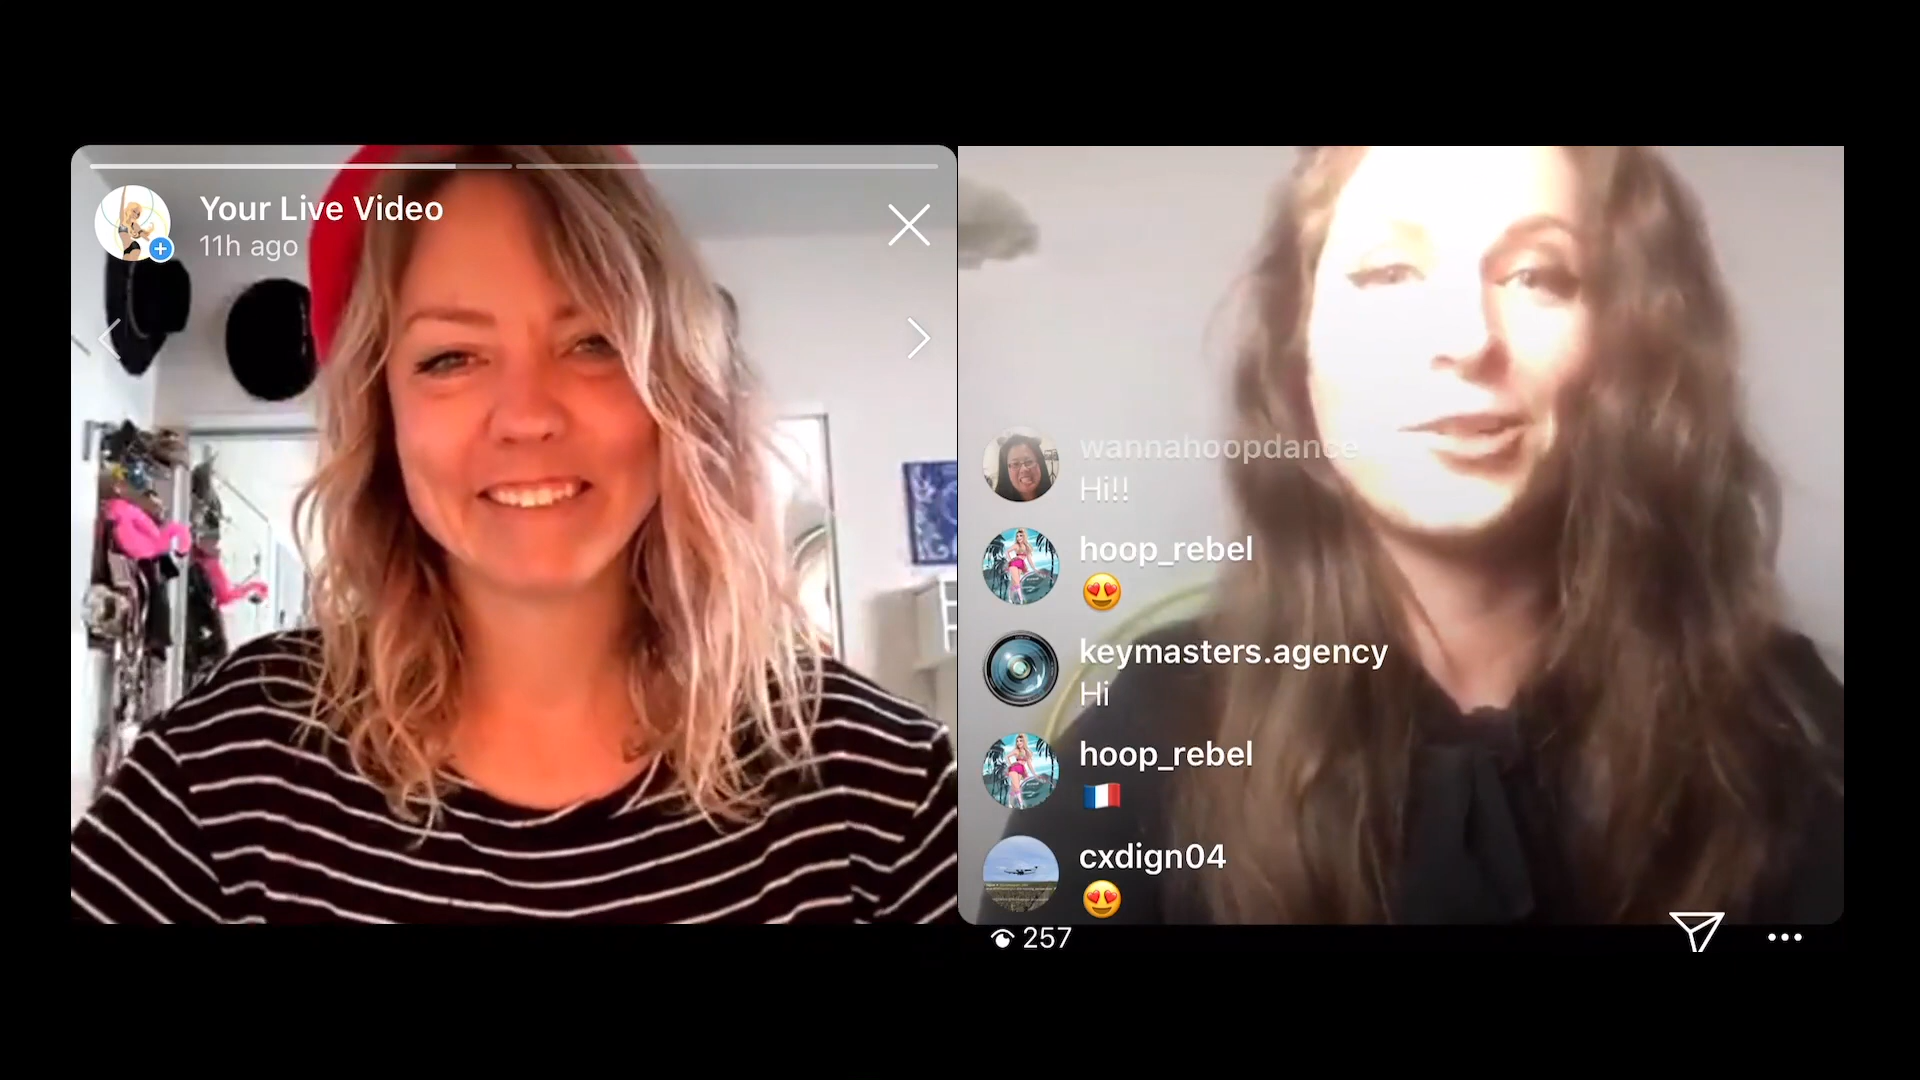 Your Live Video
11h ago
wannahoopdance
Hi!!
hoop_rebel
😍
keymasters.agency
Hi
hoop_rebel
🇫🇷
cxdign04
😍
257